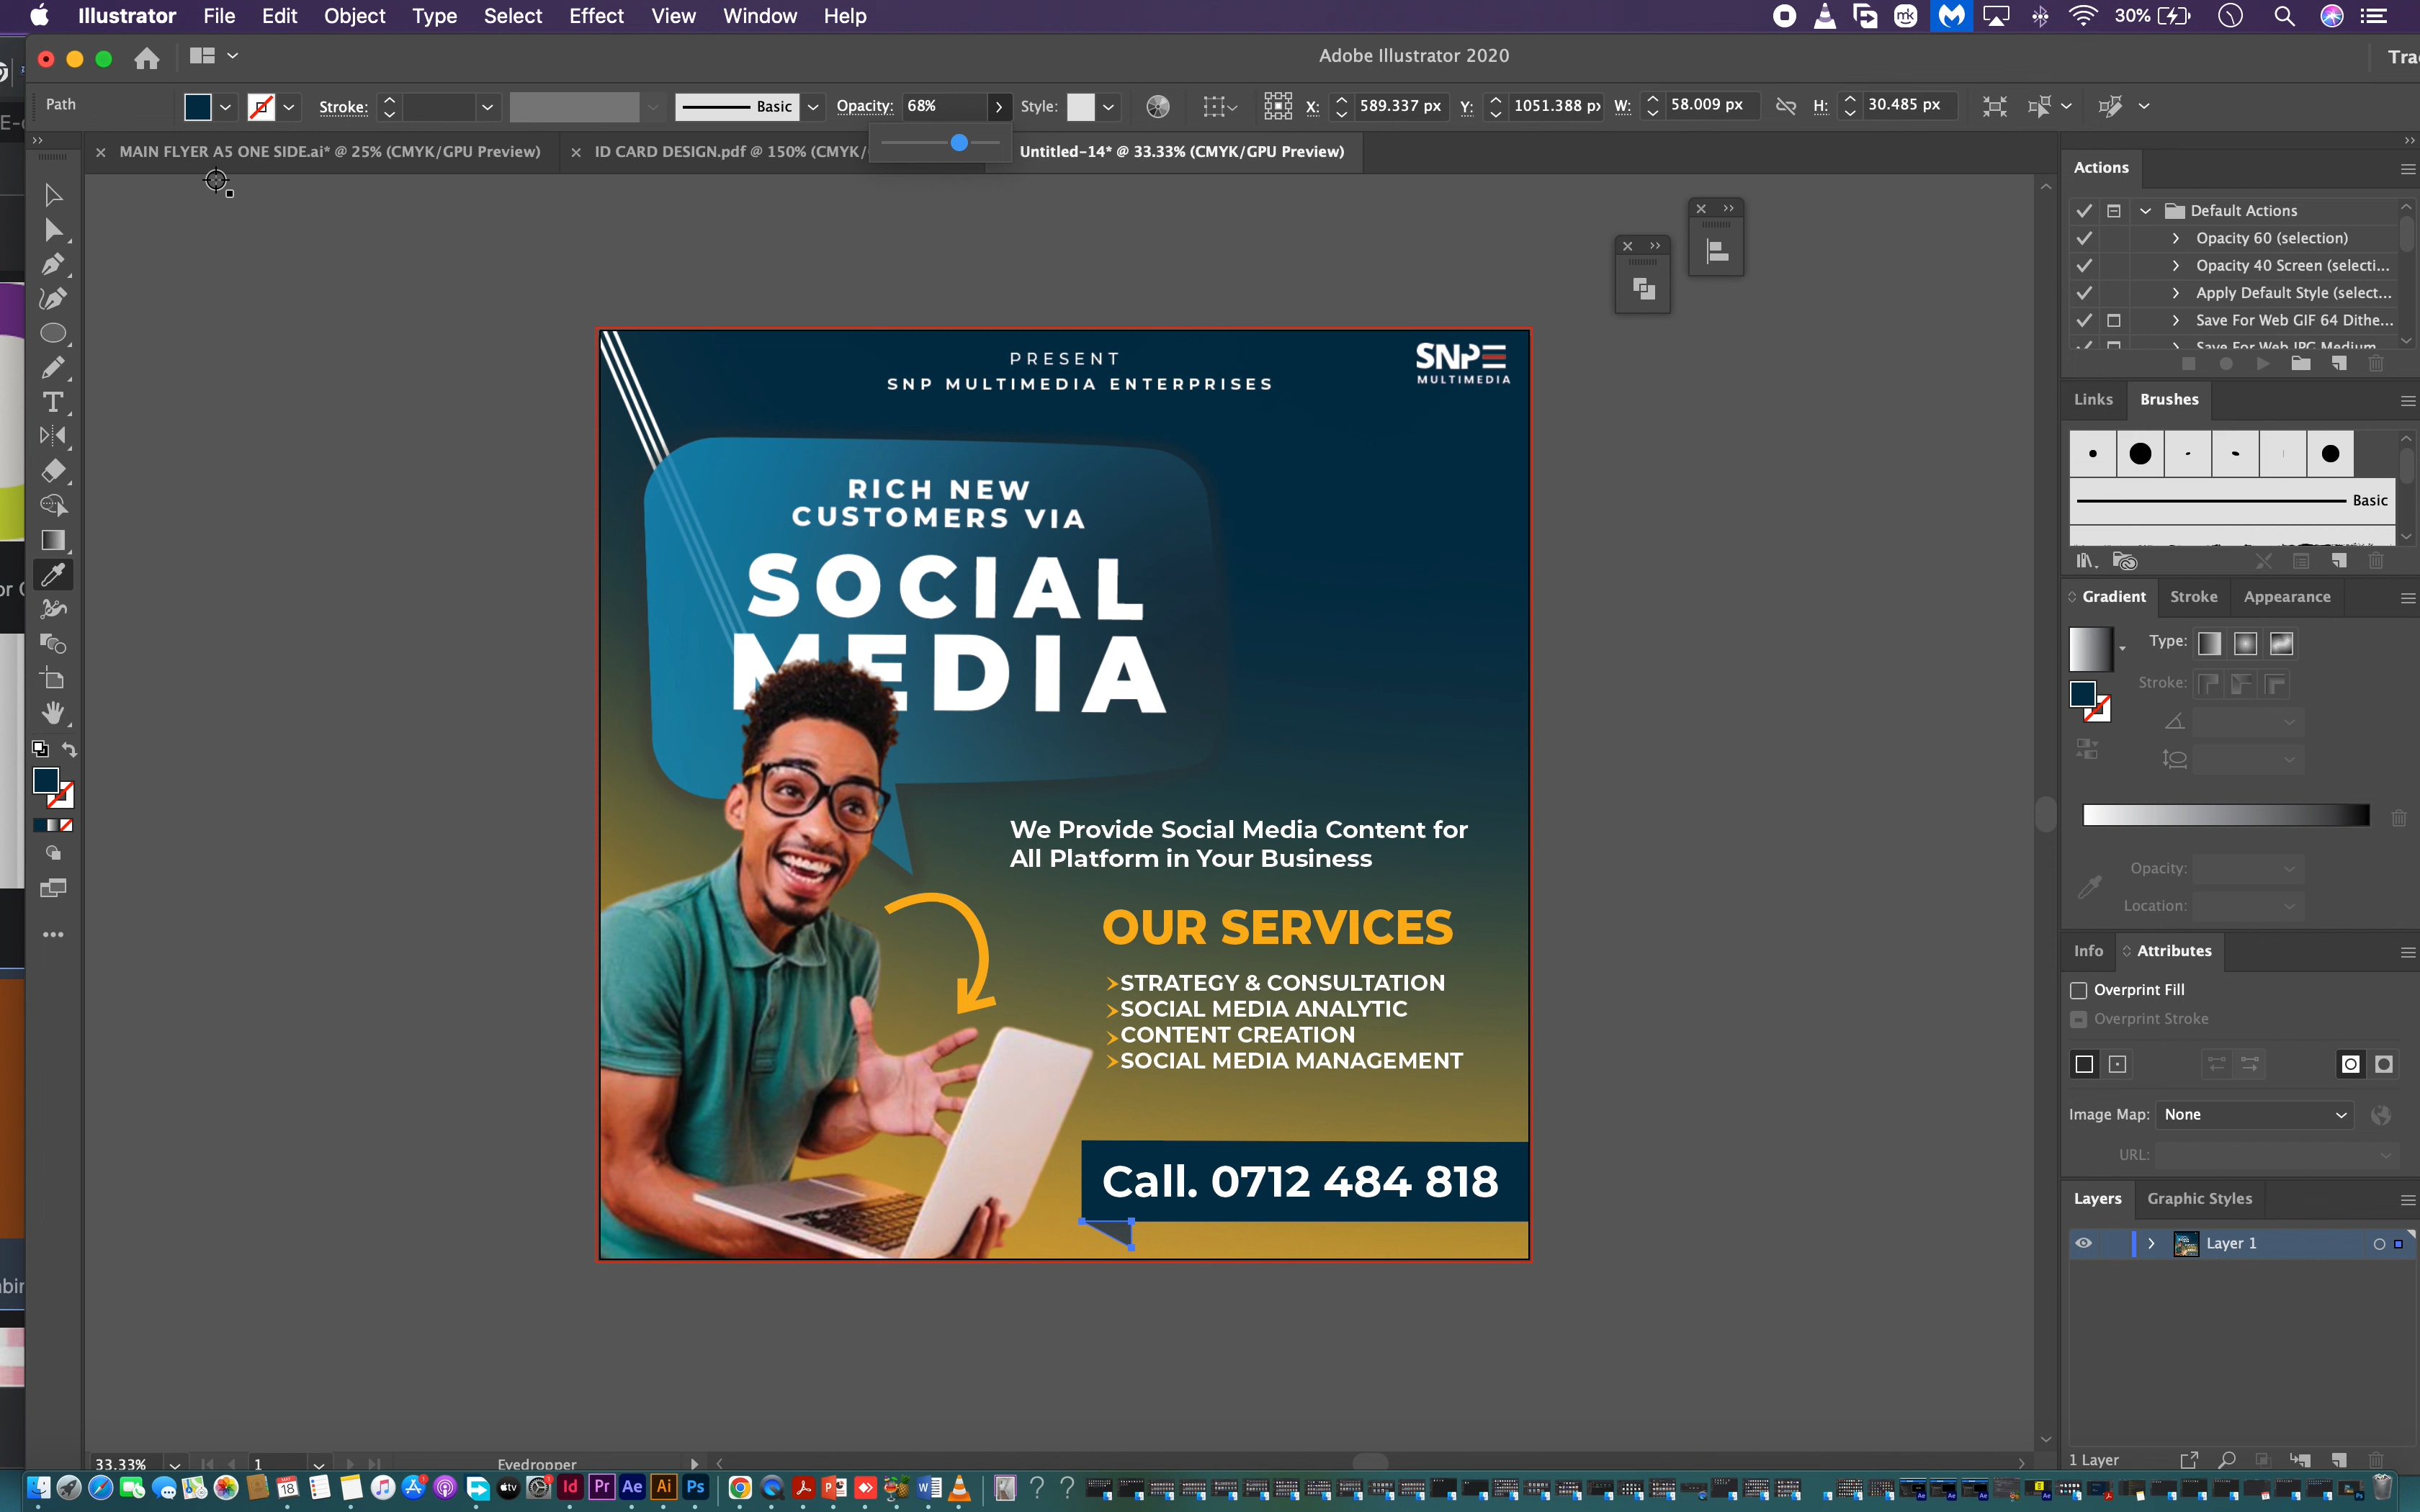 Illustrator File Edit Object Type Select Effect View Window Help
30%
Adobe Illustrator 2020
Path Stroke: Basic Opacity: 68% Style: X: 589.337 px Y: 1051.388 px W: 58.009 px H: 30.485 px
MAIN FLYER A5 ONE SIDE.ai* @ 25% (CMYK/GPU Preview)
ID CARD DESIGN.pdf @ 150% (CMYK/
Untitled-14* @ 33.33% (CMYK/GPU Preview)
PRESENT
SNP MULTIMEDIA ENTERPRISES
SNP
MULTIMEDIA
RICH NEW
CUSTOMERS VIA
SOCIAL
MEDIA
We Provide Social Media Content for
All Platform in Your Business
OUR SERVICES
>STRATEGY & CONSULTATION
>SOCIAL MEDIA ANALYTIC
>CONTENT CREATION
>SOCIAL MEDIA MANAGEMENT
Call. 0712 484 818
Actions
Default Actions
Opacity 60 (selection)
Opacity 40 Screen (selecti...
Apply Default Style (select...
Save For Web GIF 64 Dithe...
Save For Web JPG Medium
Links Brushes
Basic
Gradient Stroke Appearance
Type:
Stroke:
Opacity:
Location:
Info Attributes
Overprint Fill
Overprint Stroke
Image Map: None
URL:
Layers Graphic Styles
Layer 1
1 Layer
33.33% 1 Eyedropper